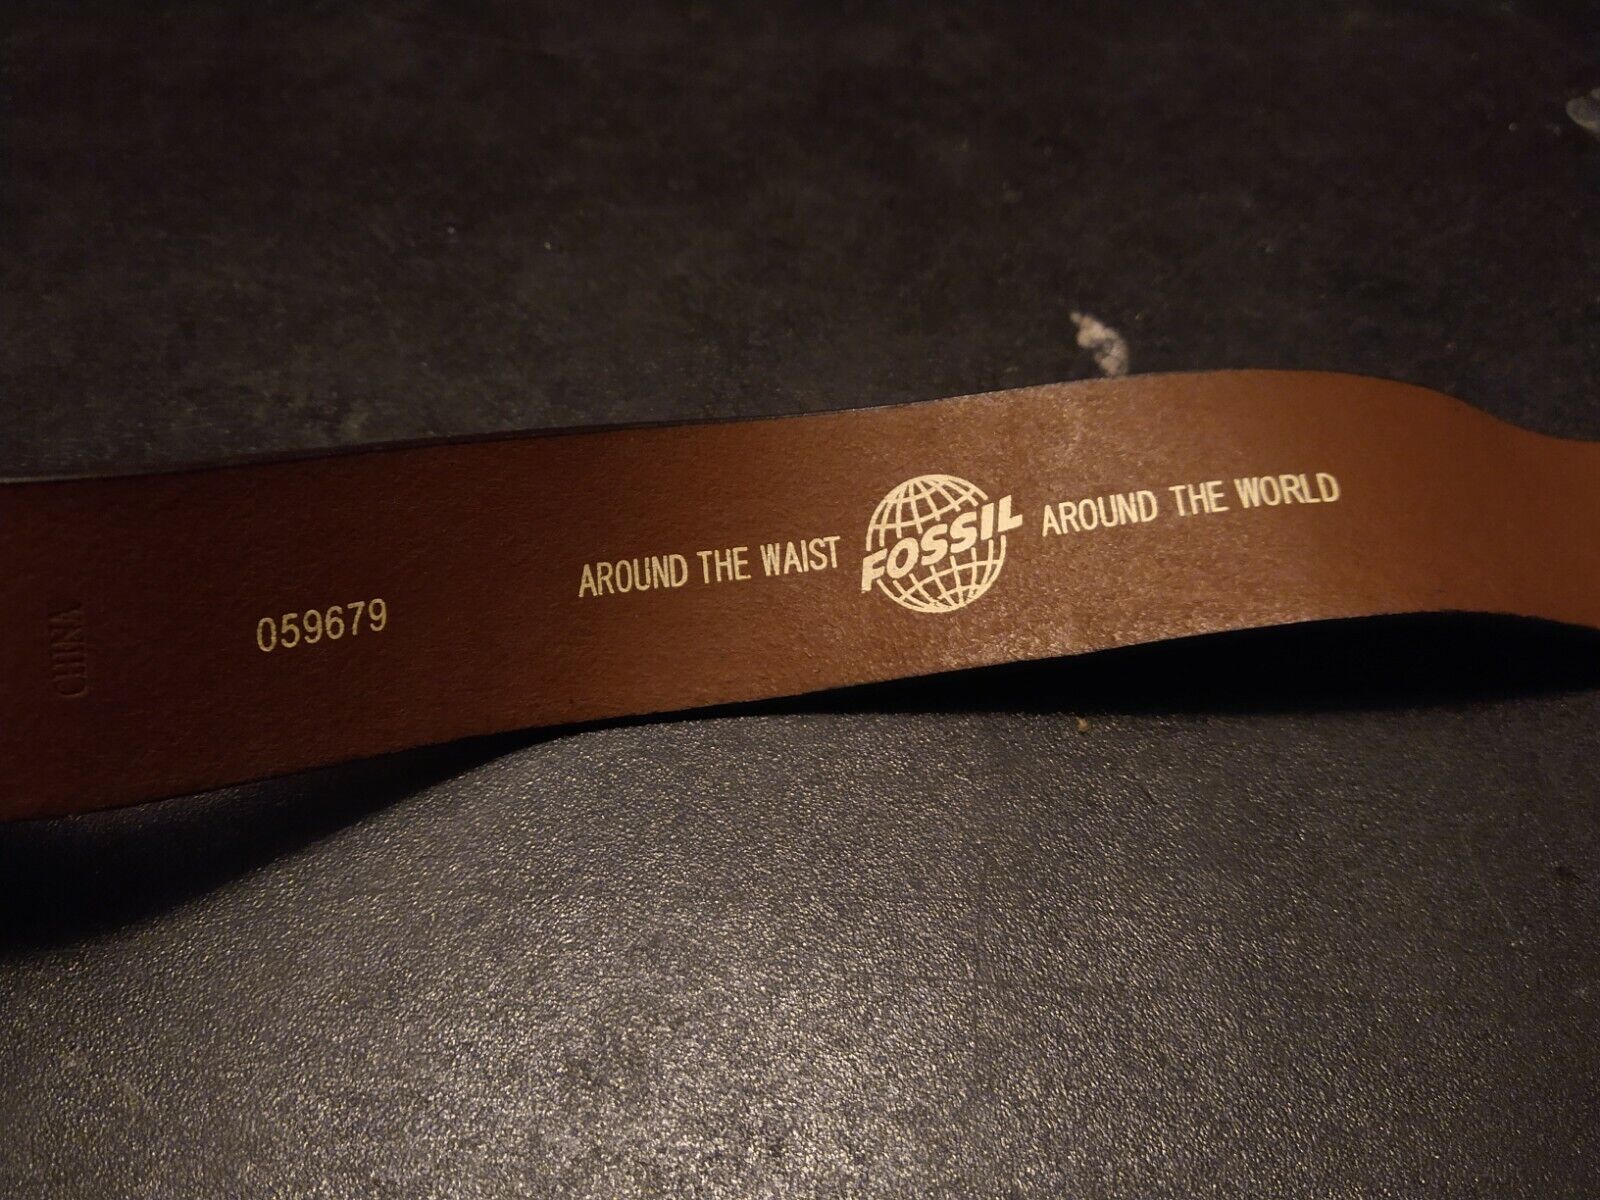 CHINA
059679
AROUND THE WAIST FOSSIL AROUND THE WORLD